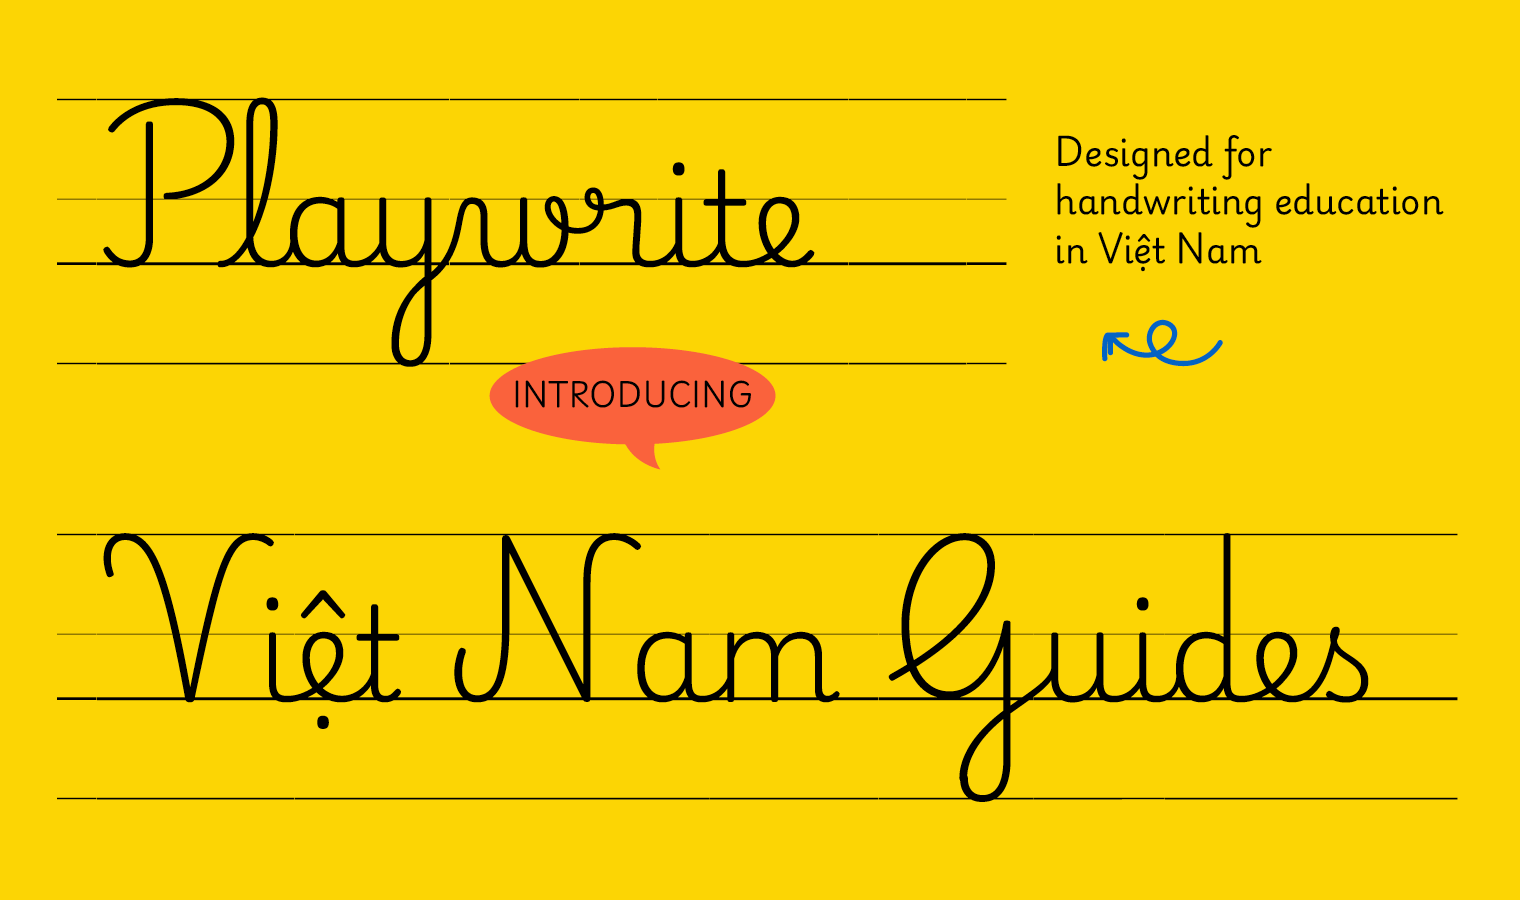 Playwrite
Designed for
handwriting education
in Việt Nam
INTRODUCING
Việt Nam Guides